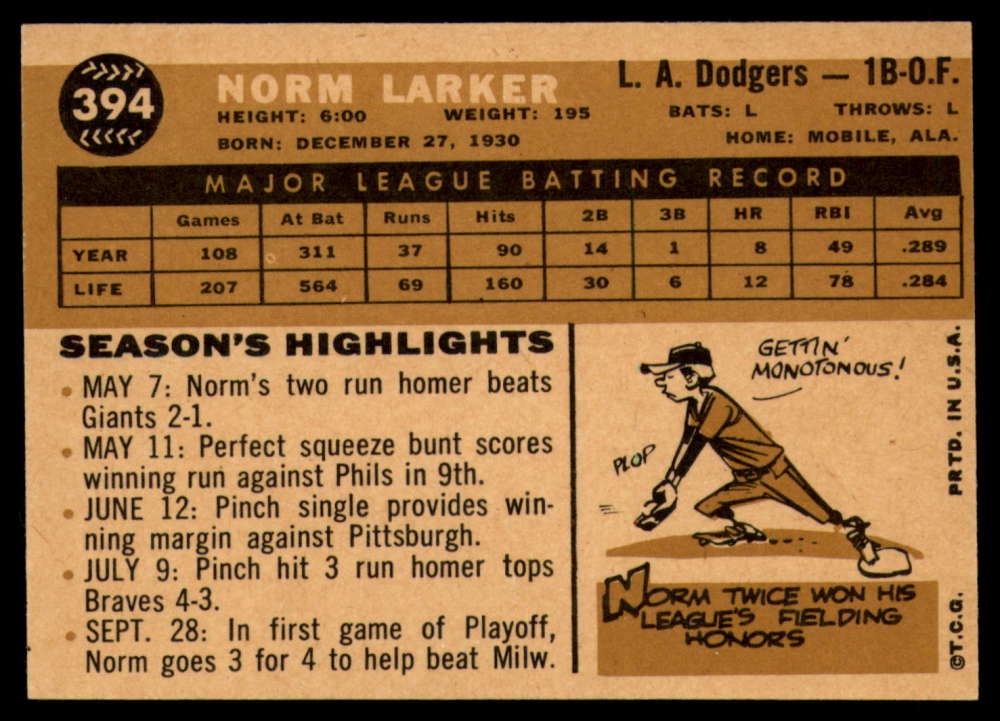 394
NORM LARKER
L. A. Dodgers — 1B-O.F.
HEIGHT: 6:00 WEIGHT: 195 BATS: L THROWS: L
BORN: DECEMBER 27, 1930 HOME: MOBILE, ALA.
MAJOR LEAGUE BATTING RECORD
Games At Bat Runs Hits 2B 3B HR RBI Avg
YEAR 108 311 37 90 14 1 8 49 .289
LIFE 207 564 69 160 30 6 12 78 .284
SEASON'S HIGHLIGHTS
• MAY 7: Norm's two run homer beats
Giants 2-1.
• MAY 11: Perfect squeeze bunt scores
winning run against Phils in 9th.
• JUNE 12: Pinch single provides win-
ning margin against Pittsburgh.
• JULY 9: Pinch hit 3 run homer tops
Braves 4-3.
• SEPT. 28: In first game of Playoff,
Norm goes 3 for 4 to help beat Milw.
GETTIN'
MONOTONOUS!
PLOP
NORM TWICE WON HIS
LEAGUE'S FIELDING
HONORS
PRTD. IN U.S.A.
©T.C.G.